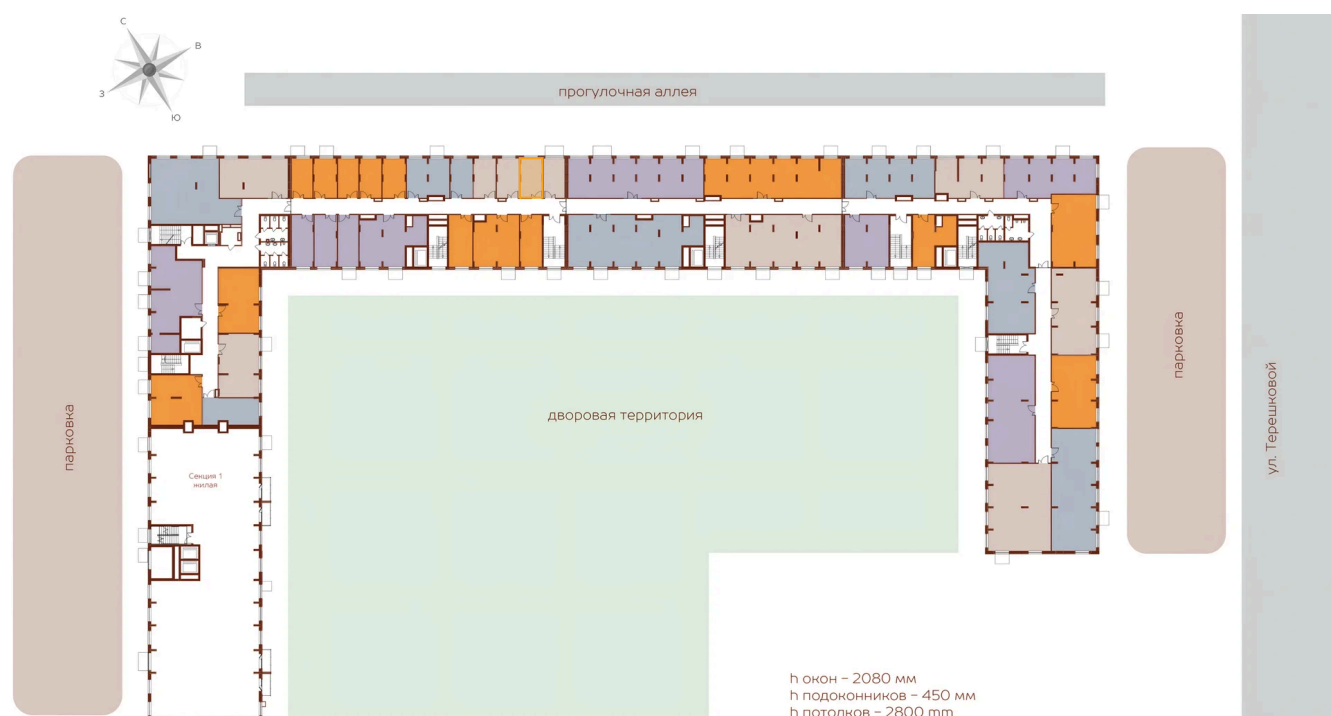 С
В
З
Ю
прогулочная аллея
парковка
дворовая территория
парковка
ул. Терешковой
Секция 1
жилая
h окон – 2080 мм
h подоконников – 450 мм
h потолков – 2800 mm